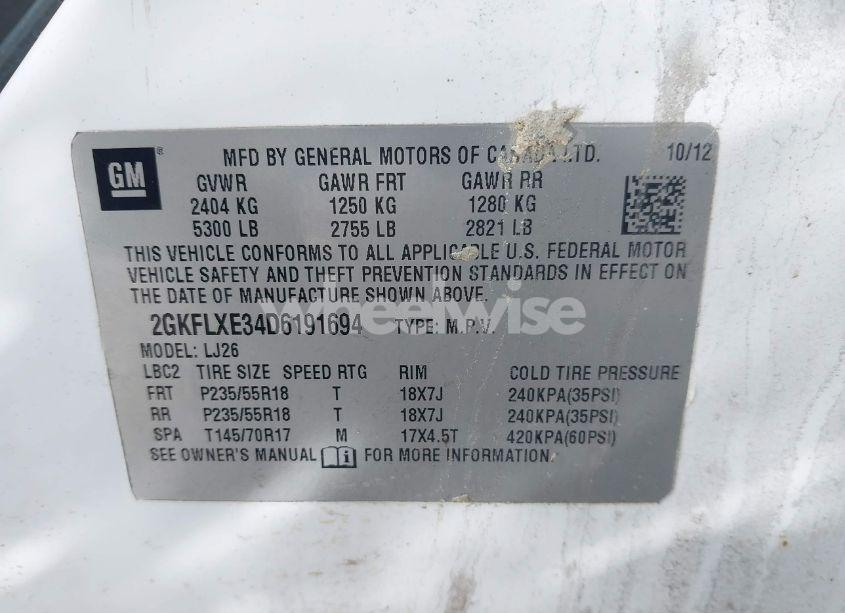 GM
MFD BY GENERAL MOTORS OF CANADA LTD. 10/12
GVWR GAWR FRT GAWR RR
2404 KG 1250 KG 1280 KG
5300 LB 2755 LB 2821 LB
THIS VEHICLE CONFORMS TO ALL APPLICABLE U.S. FEDERAL MOTOR
VEHICLE SAFETY AND THEFT PREVENTION STANDARDS IN EFFECT ON
THE DATE OF MANUFACTURE SHOWN ABOVE.
wheelwise
2GKFLXE34D6191694 TYPE: M.P.V.
MODEL: LJ26
LBC2 TIRE SIZE SPEED RTG RIM COLD TIRE PRESSURE
FRT P235/55R18 T 18X7J 240KPA(35PSI)
RR P235/55R18 T 18X7J 240KPA(35PSI)
SPA T145/70R17 M 17X4.5T 420KPA(60PSI)
SEE OWNER'S MANUAL i FOR MORE INFORMATION.